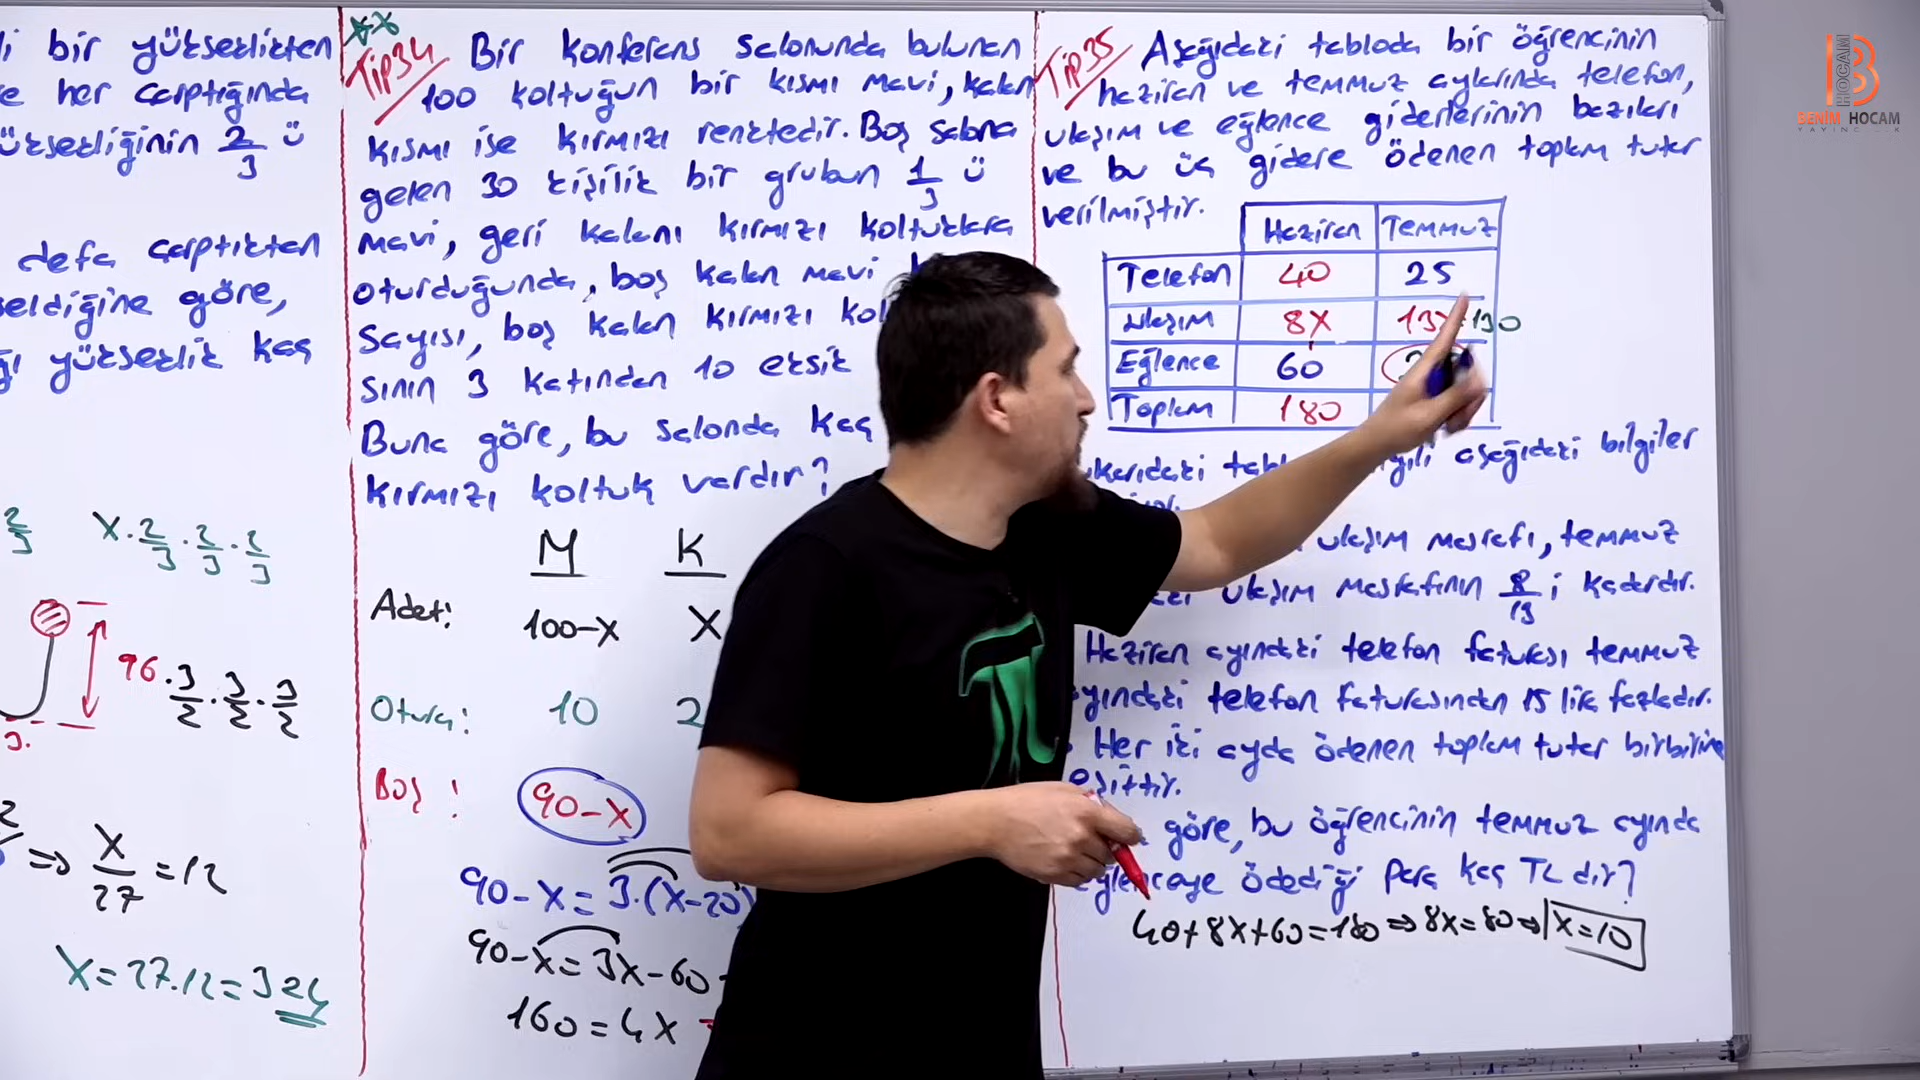 bir yükseklikten
her çarptığında
yüksekliğinin 2/3 ü
defa çarptıktan
göre,
yükseklik kaç
2/3
x.2/3.2/3.2/3
96.3/2.3/2.3/2
⇒ x/27=12
x=27.12=324
Tip34 Bir konferans salonunda bulunan
100 koltuğun bir kısmı mavi, kalan
kısmı ise kırmızı renktedir. Boş salona
gelen 30 kişilik bir grubun 1/3 ü
mavi, geri kalanı kırmızı koltuklara
oturduğunda, boş kalan mavi
sayısı, boş kalan kırmızı
sının 3 katından 10 eksik
Buna göre, bu salonda kaç
kırmızı koltuk vardır?
M K
Adet: 100-x x
Oturan: 10 2
Boş: 90-x
90-x=3.(x-20)
90-x=3x-60
160=4x
Tip35 Aşağıdaki tabloda bir öğrencinin
haziran ve temmuz aylarında telefon,
ulaşım ve eğlence giderlerinin bazıları
ve bu üç gidere ödenen toplam tutar
verilmiştir.
Haziran Temmuz
Telefon 40 25
Ulaşım 8x 13x 130
Eğlence 60
Toplam 180
aşağıdaki bilgiler
ulaşım masrafı, temmuz
ulaşım masrafının 8/13 i kadardır.
Haziran ayındaki telefon faturası temmuz
ayındaki telefon faturasından 15 lira fazladır.
• Her iki ayda ödenen toplam tutar birbirine
eşittir.
göre, bu öğrencinin temmuz ayında
eğlenceye ödediği para kaç TL dir?
40+8x+60=180⇒8x=80⇒x=10
B HOCAM
BENİM HOCAM
YAYINCILIK